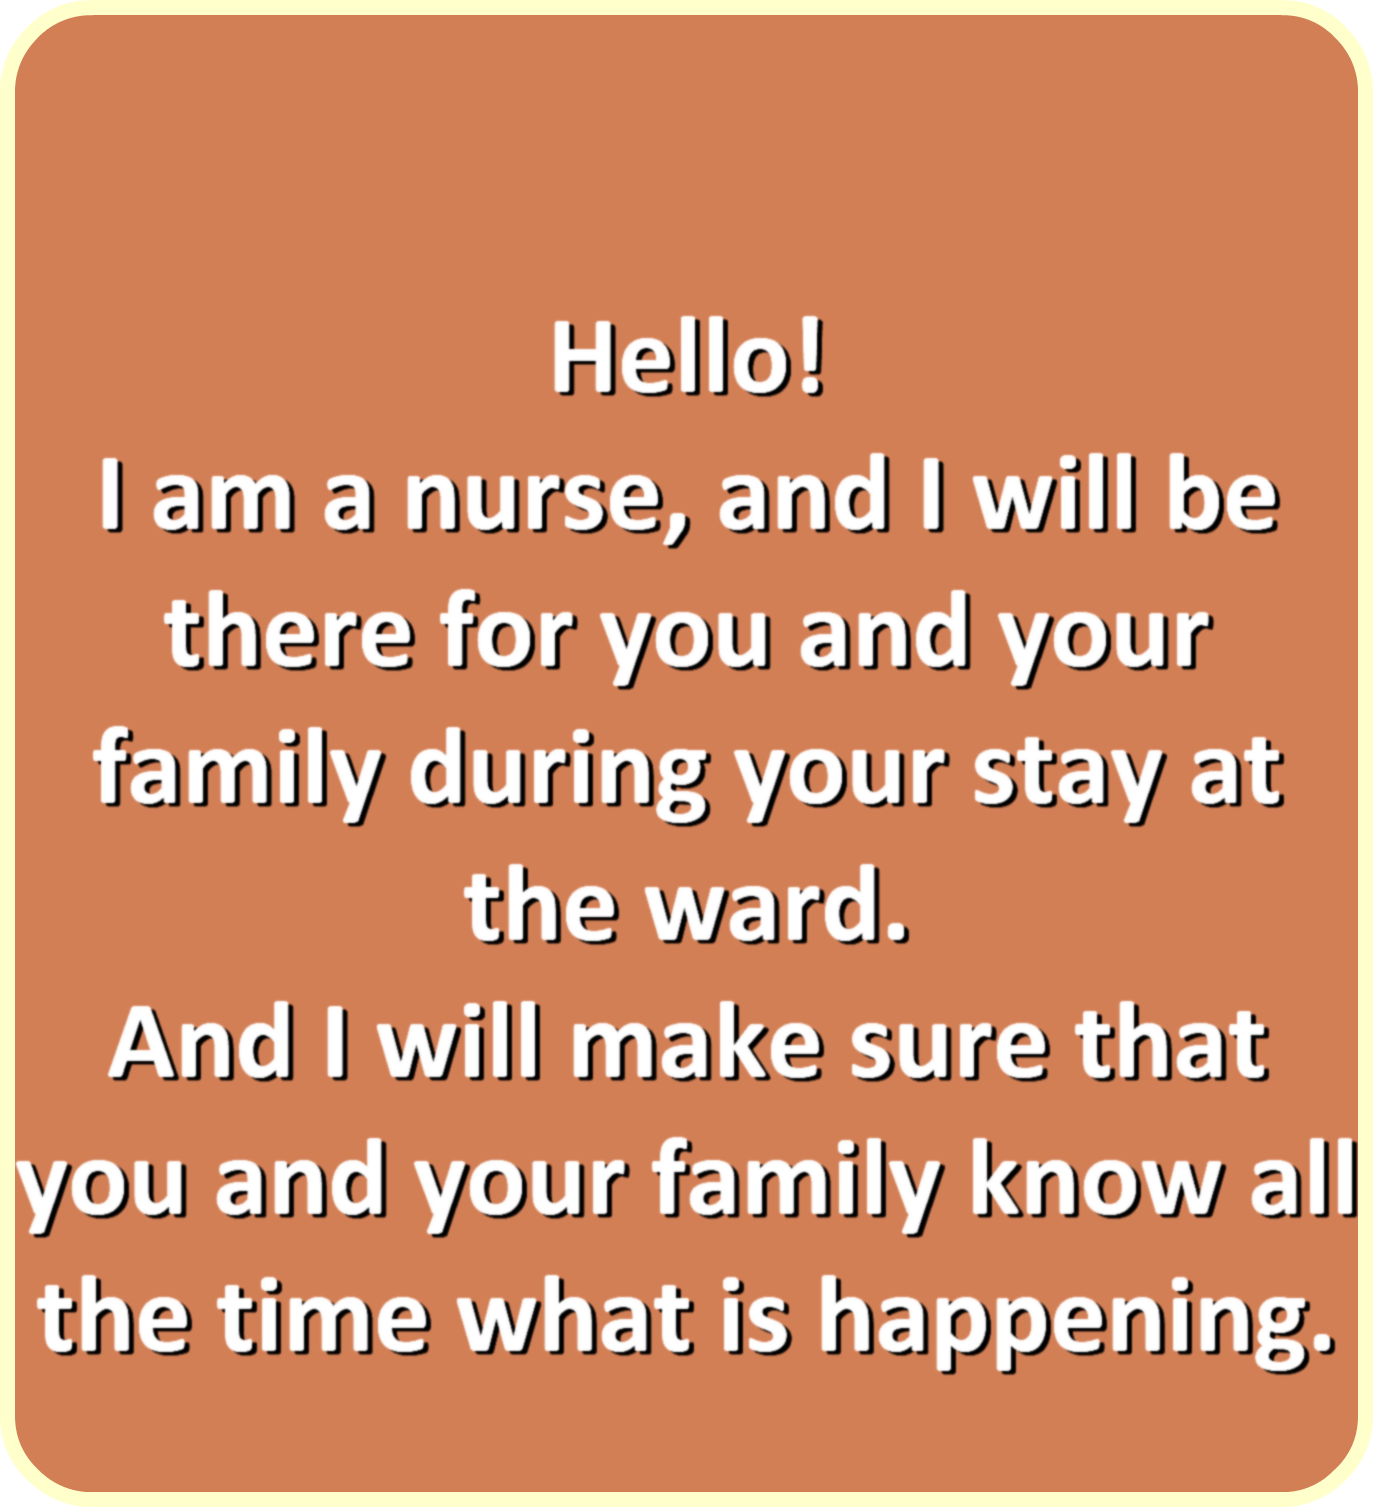 Hello!
I am a nurse, and I will be
there for you and your
family during your stay at
the ward.
And I will make sure that
you and your family know all
the time what is happening.